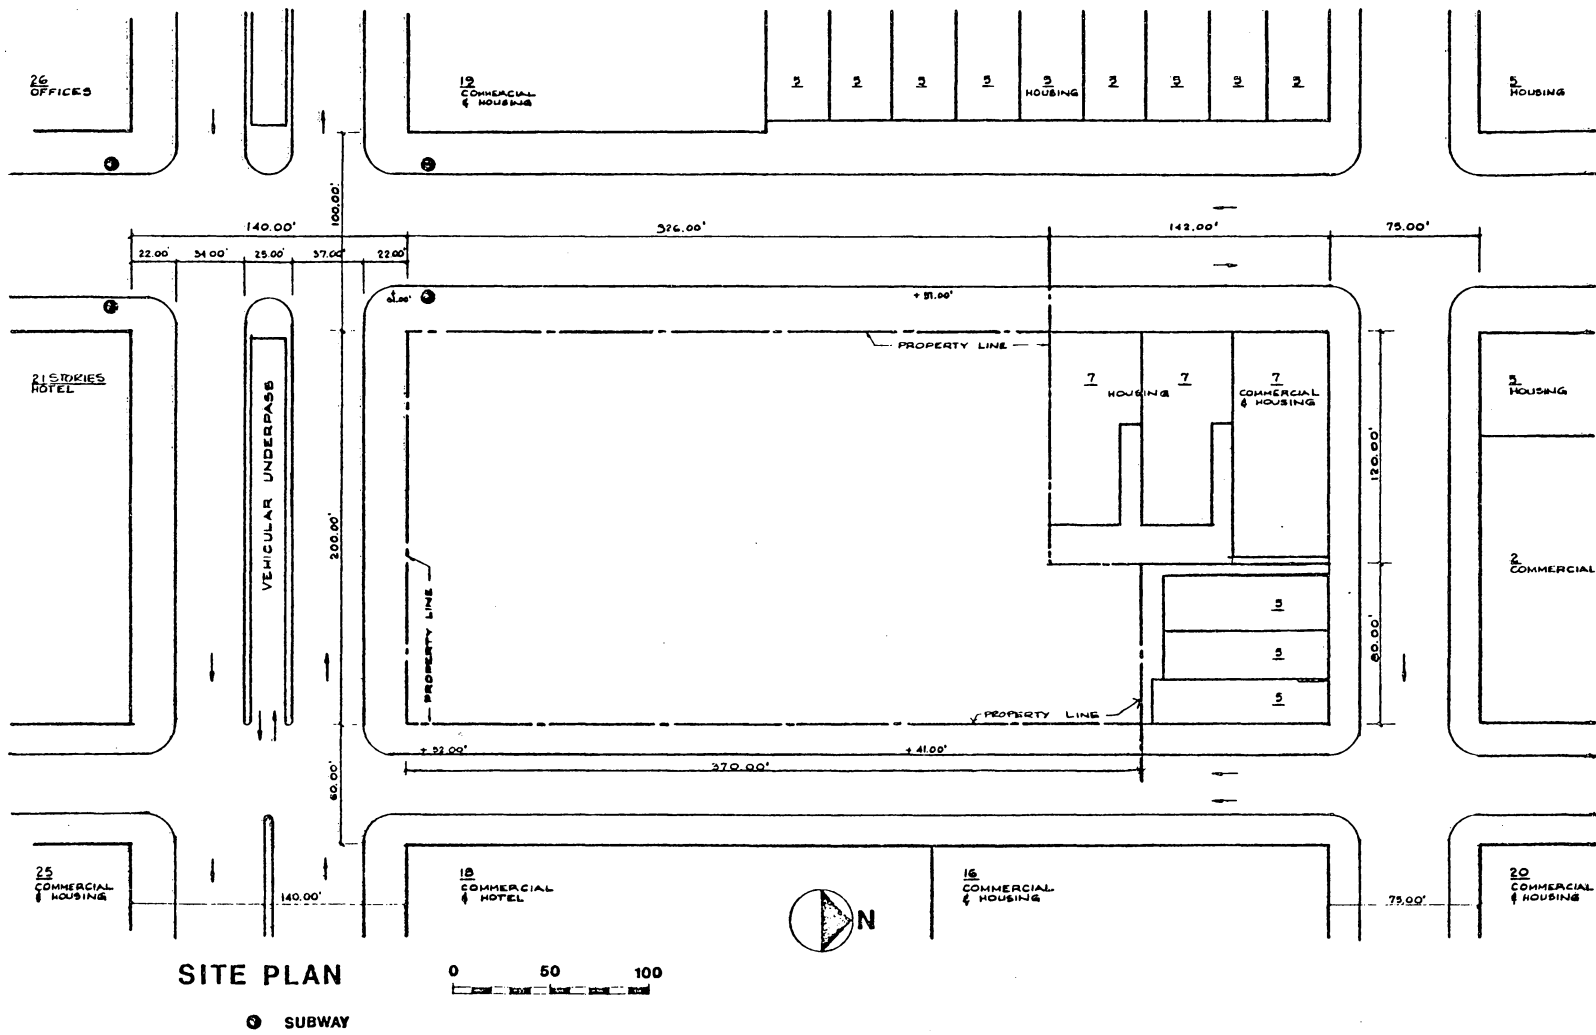 26
OFFICES
19
COMMERCIAL
& HOUSING
5 5 5 5 5 5 5 5 5
HOUSING
5
HOUSING
100.00'
140.00' 326.00' 142.00' 75.00'
22.00' 34.00' 25.00' 37.00' 22.00'
+ 51.00'
PROPERTY LINE
21 STORIES
HOTEL
VEHICULAR UNDERPASS
7 7 7
HOUSING
COMMERCIAL
& HOUSING
5
HOUSING
120.00'
200.00'
2
COMMERCIAL
PROPERTY LINE
5
5
5
80.00'
PROPERTY LINE
+ 52.00' + 41.00'
370.00'
60.00'
25
COMMERCIAL
& HOUSING
140.00'
18
COMMERCIAL
& HOTEL
16
COMMERCIAL
& HOUSING
75.00'
20
COMMERCIAL
& HOUSING
N
SITE PLAN
0 50 100
SUBWAY